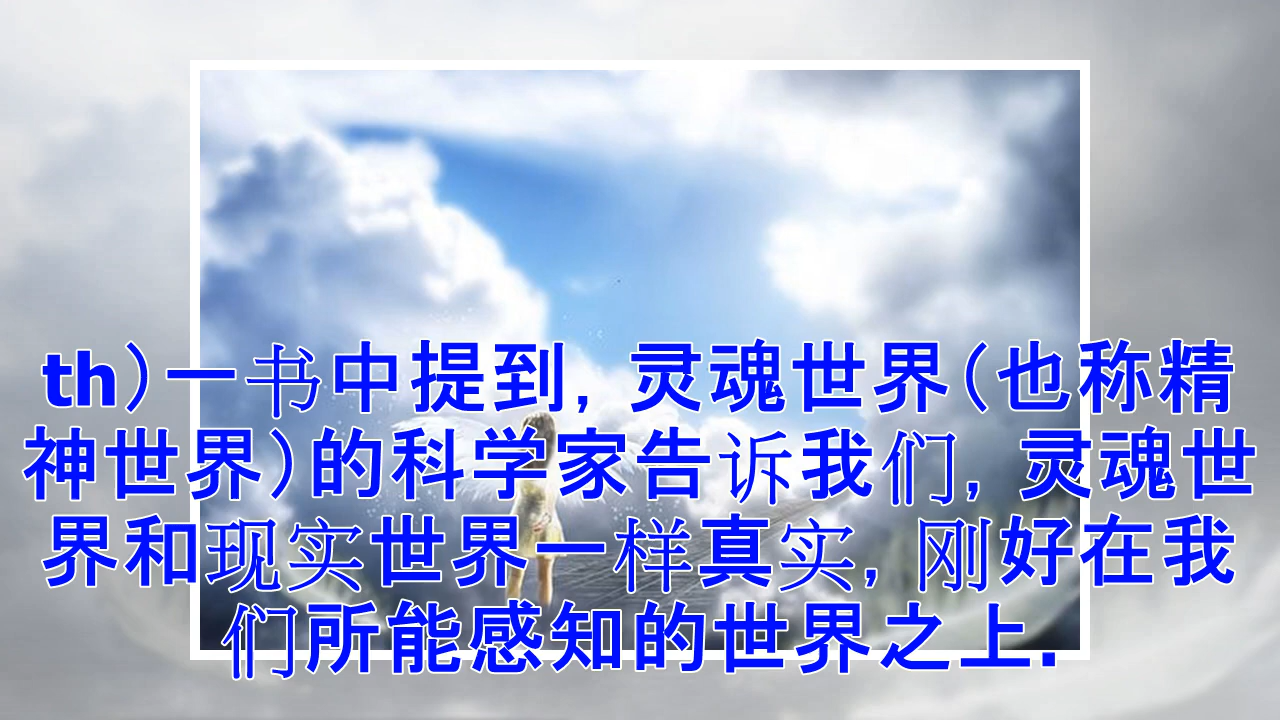 th)一书中提到, 灵魂世界(也称精
神世界)的科学家告诉我们, 灵魂世
界和现实世界一样真实, 刚好在我
们所能感知的世界之上.